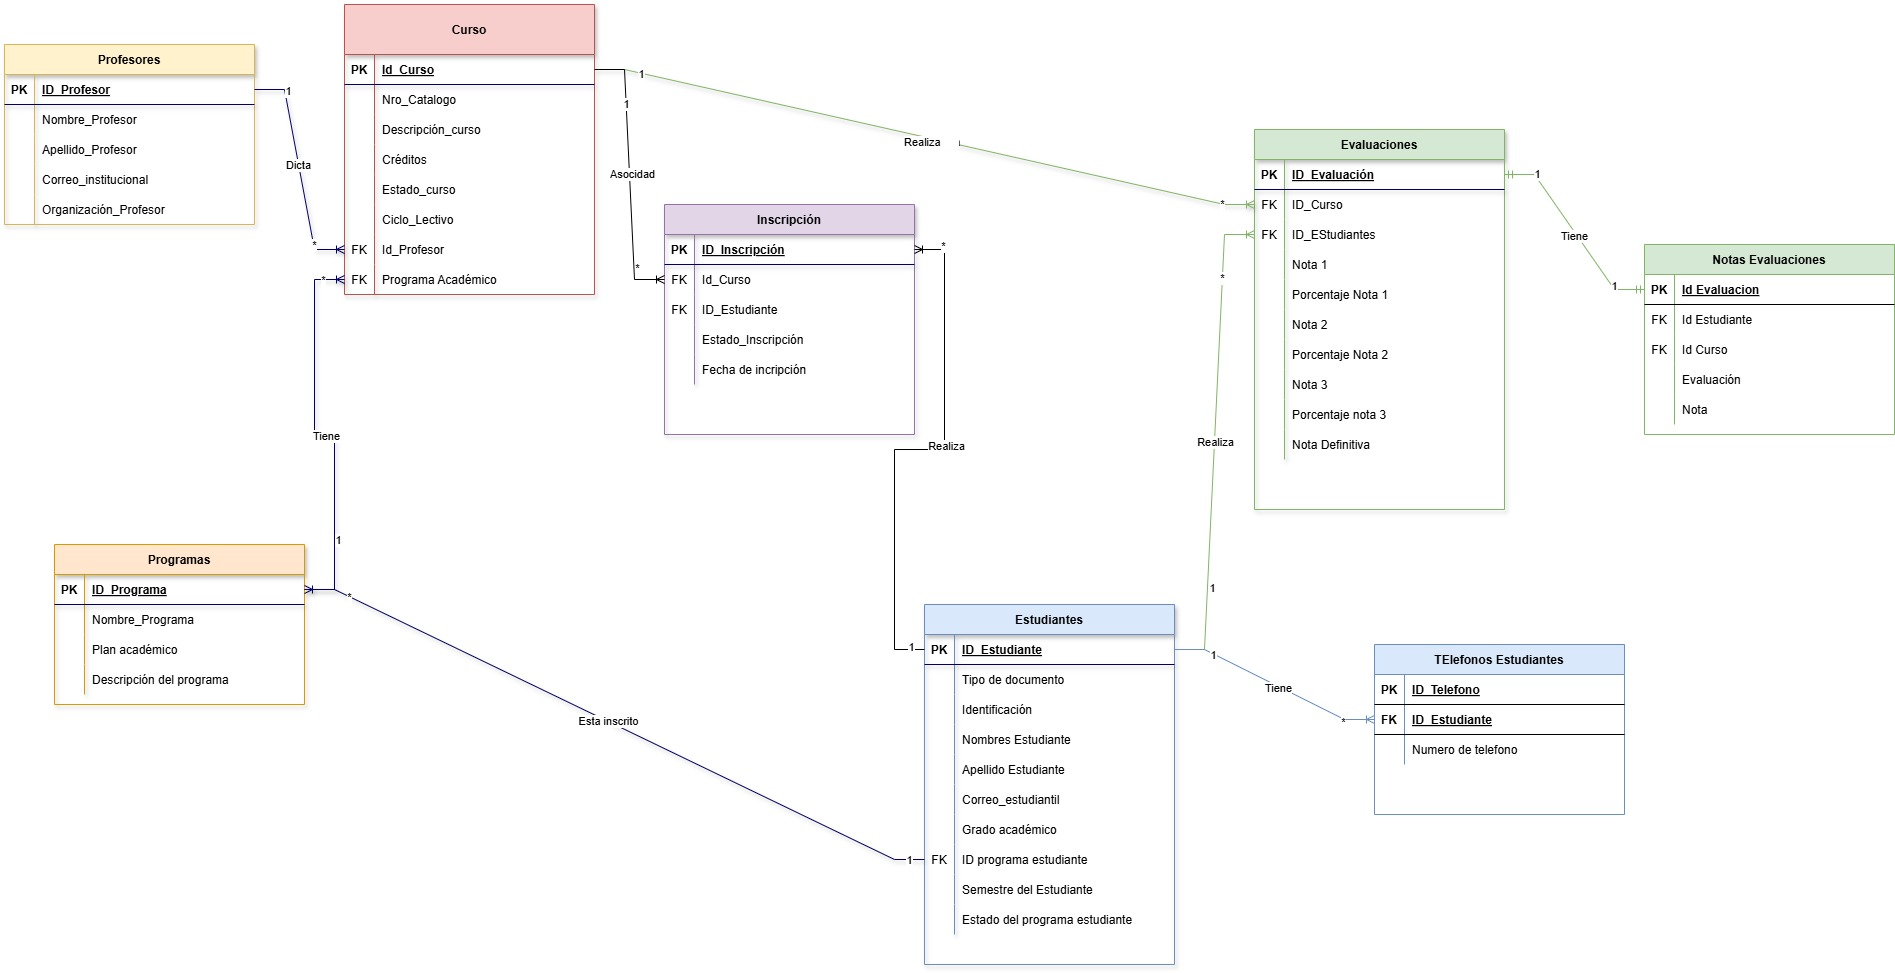 Profesores
PK ID_Profesor
Nombre_Profesor
Apellido_Profesor
Correo_institucional
Organización_Profesor
1
Dicta
*
Curso
PK Id_Curso
Nro_Catalogo
Descripción_curso
Créditos
Estado_curso
Ciclo_Lectivo
FK Id_Profesor
FK Programa Académico
*
Tiene
1
1
Asocidad
*
1
Realiza
*
Inscripción
PK ID_Inscripción
FK Id_Curso
FK ID_Estudiante
Estado_Inscripción
Fecha de incripción
*
Realiza
1
Evaluaciones
PK ID_Evaluación
FK ID_Curso
FK ID_EStudiantes
Nota 1
Porcentaje Nota 1
Nota 2
Porcentaje Nota 2
Nota 3
Porcentaje nota 3
Nota Definitiva
1
Tiene
1
Notas Evaluaciones
PK Id Evaluacion
FK Id Estudiante
FK Id Curso
Evaluación
Nota
*
Realiza
1
Programas
PK ID_Programa
Nombre_Programa
Plan académico
Descripción del programa
*
Esta inscrito
1
Estudiantes
PK ID_Estudiante
Tipo de documento
Identificación
Nombres Estudiante
Apellido Estudiante
Correo_estudiantil
Grado académico
FK ID programa estudiante
Semestre del Estudiante
Estado del programa estudiante
1
Tiene
*
TElefonos Estudiantes
PK ID_Telefono
FK ID_Estudiante
Numero de telefono